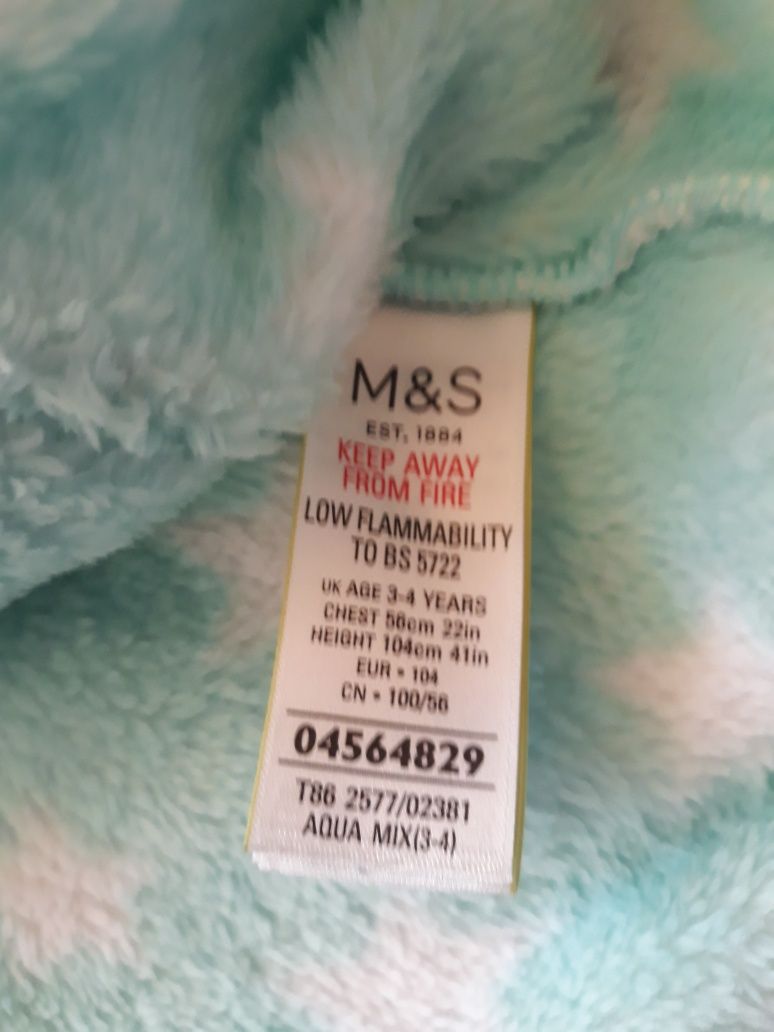 M&S
EST. 1884
KEEP AWAY
FROM FIRE
LOW FLAMMABILITY
TO BS 5722
UK AGE 3-4 YEARS
CHEST 56cm 22in
HEIGHT 104cm 41in
EUR • 104
CN • 100/56
04564829
T86 2577/02381
AQUA MIX(3-4)